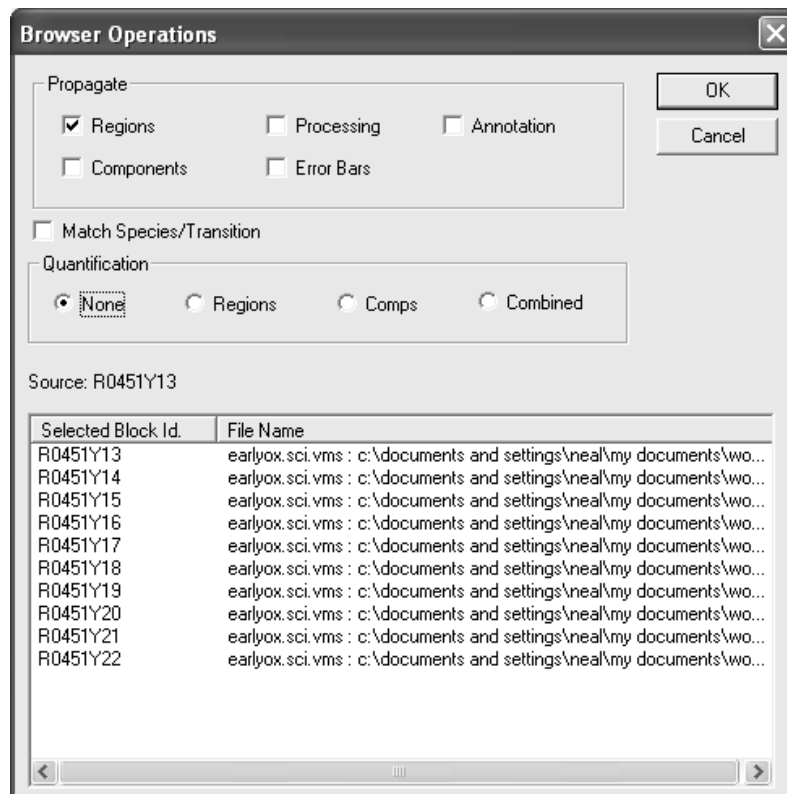 Browser Operations
Propagate
Regions Processing Annotation
Components Error Bars
OK
Cancel
Match Species/Transition
Quantification
None Regions Comps Combined
Source: R0451Y13
Selected Block Id. File Name
R0451Y13 earlyox.sci.vms : c:\documents and settings\neal\my documents\wo...
R0451Y14 earlyox.sci.vms : c:\documents and settings\neal\my documents\wo...
R0451Y15 earlyox.sci.vms : c:\documents and settings\neal\my documents\wo...
R0451Y16 earlyox.sci.vms : c:\documents and settings\neal\my documents\wo...
R0451Y17 earlyox.sci.vms : c:\documents and settings\neal\my documents\wo...
R0451Y18 earlyox.sci.vms : c:\documents and settings\neal\my documents\wo...
R0451Y19 earlyox.sci.vms : c:\documents and settings\neal\my documents\wo...
R0451Y20 earlyox.sci.vms : c:\documents and settings\neal\my documents\wo...
R0451Y21 earlyox.sci.vms : c:\documents and settings\neal\my documents\wo...
R0451Y22 earlyox.sci.vms : c:\documents and settings\neal\my documents\wo...